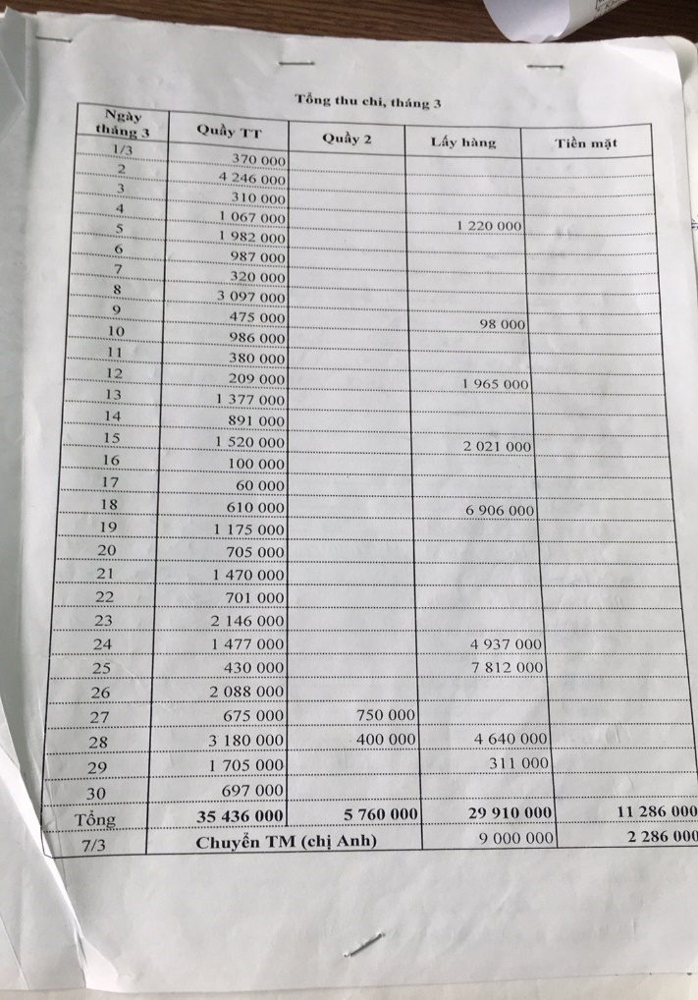 Tổng thu chi, tháng 3
Ngày tháng 3 Quầy TT Quầy 2 Lấy hàng Tiền mặt
1/3 370 000
2 4 246 000
3 310 000
4 1 067 000
5 1 982 000 1 220 000
6 987 000
7 320 000
8 3 097 000
9 475 000
10 986 000 98 000
11 380 000
12 209 000
13 1 377 000 1 965 000
14 891 000
15 1 520 000
16 100 000 2 021 000
17 60 000
18 610 000
19 1 175 000 6 906 000
20 705 000
21 1 470 000
22 701 000
23 2 146 000
24 1 477 000 4 937 000
25 430 000 7 812 000
26 2 088 000
27 675 000 750 000
28 3 180 000 400 000 4 640 000
29 1 705 000 311 000
30 697 000
Tổng 35 436 000 5 760 000 29 910 000 11 286 000
7/3 Chuyển TM (chị Anh) 9 000 000 2 286 000